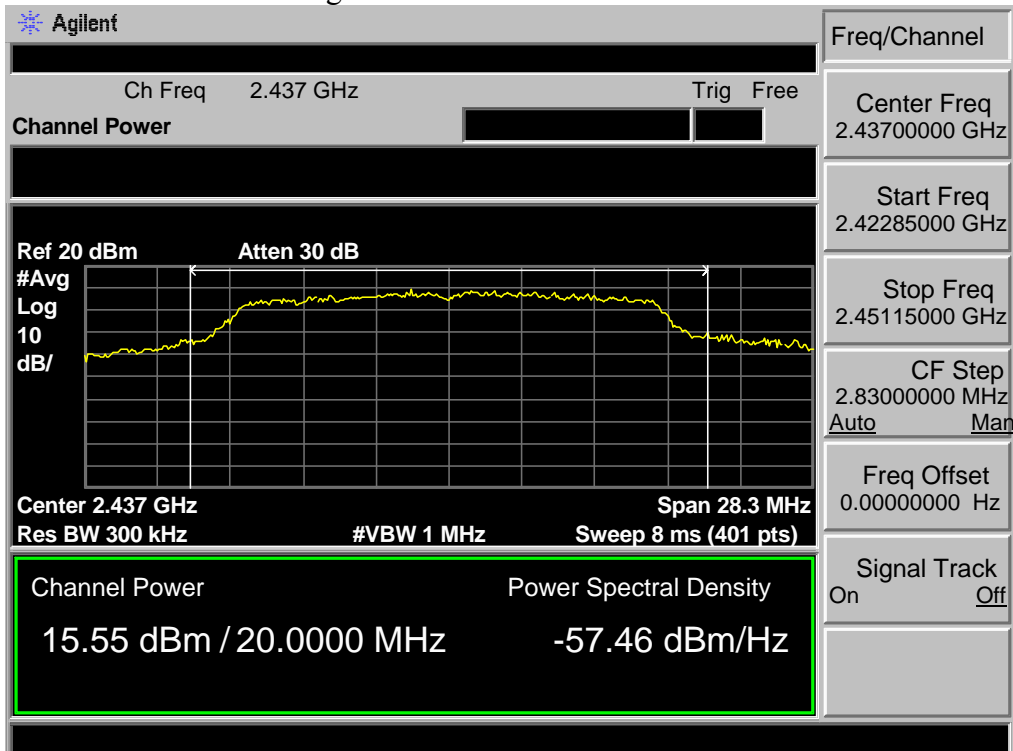 Agilent
Freq/Channel
Ch Freq 2.437 GHz Trig Free
Channel Power
Center Freq
2.43700000 GHz
Start Freq
2.42285000 GHz
Ref 20 dBm Atten 30 dB
#Avg
Log
10
dB/
Stop Freq
2.45115000 GHz
CF Step
2.83000000 MHz
Auto Man
Center 2.437 GHz Span 28.3 MHz
Res BW 300 kHz #VBW 1 MHz Sweep 8 ms (401 pts)
Freq Offset
0.00000000 Hz
Channel Power Power Spectral Density
15.55 dBm / 20.0000 MHz -57.46 dBm/Hz
Signal Track
On Off